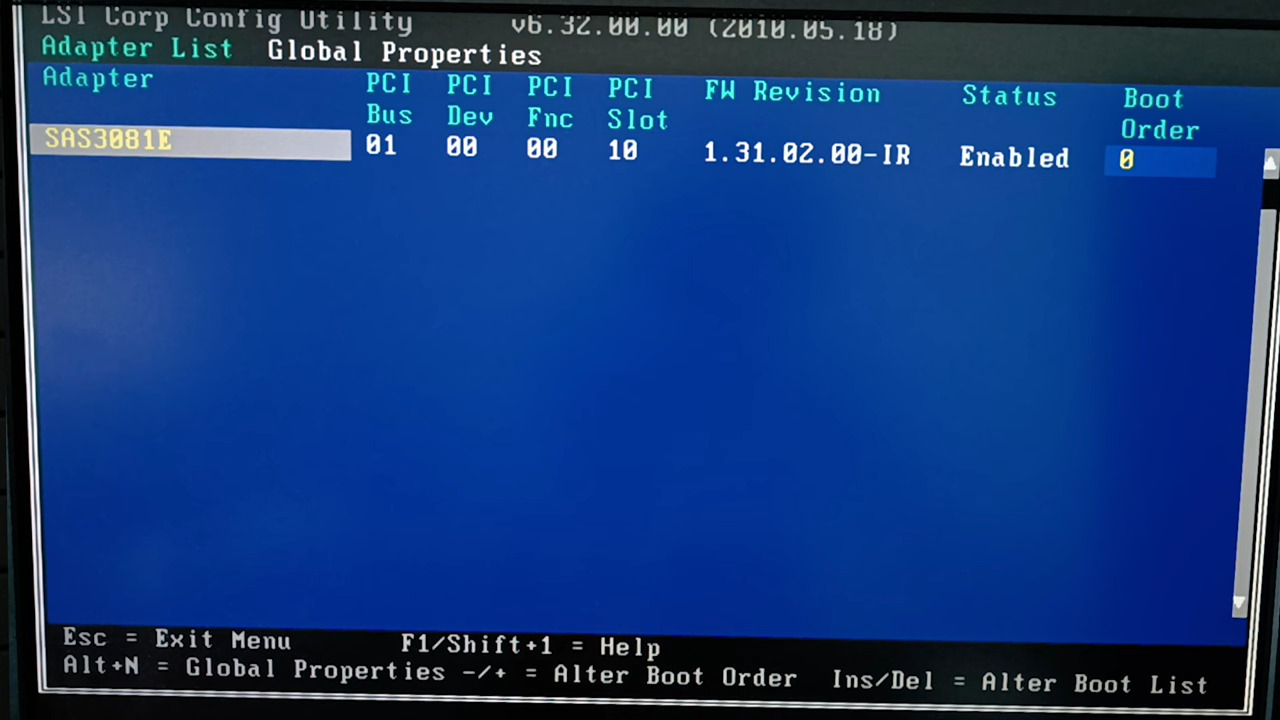 LSI Corp Config Utility v6.32.00.00 (2010.05.18)
Adapter List Global Properties
Adapter PCI PCI PCI PCI FW Revision Status Boot
Bus Dev Fnc Slot Order
SAS3081E 01 00 00 10 1.31.02.00-IR Enabled 0
Esc = Exit Menu F1/Shift+1 = Help
Alt+N = Global Properties -/+ = Alter Boot Order Ins/Del = Alter Boot List